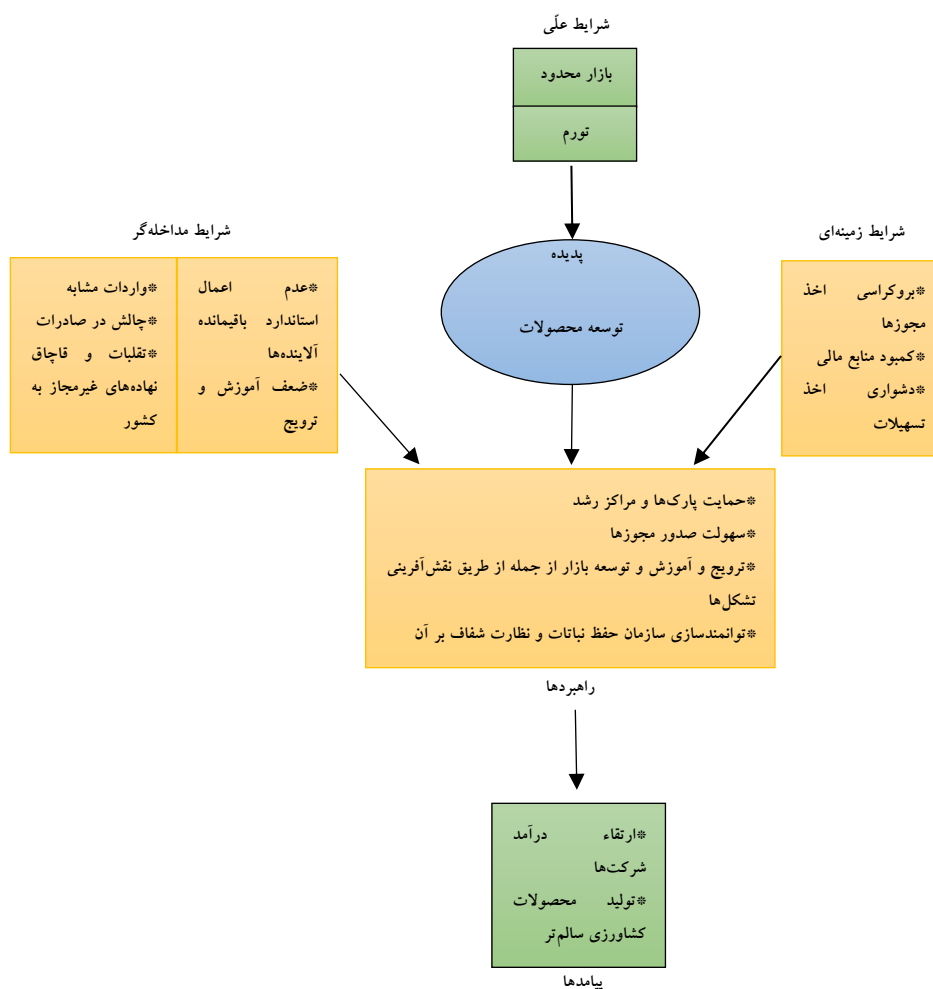 شرایط علّی
بازار محدود
تورم
پدیده
توسعه محصولات
شرایط زمینه‌ای
*بروکراسی اخذ
مجوزها
*کمبود منابع مالی
*دشواری اخذ
تسهیلات
شرایط مداخله‌گر
*عدم اعمال
استاندارد باقیمانده
آلاینده‌ها
*ضعف آموزش و
ترویج
*واردات مشابه
*چالش در صادرات
*تقلبات و قاچاق
نهاده‌های غیرمجاز به
کشور
*حمایت پارک‌ها و مراکز رشد
*سهولت صدور مجوزها
*ترویج و آموزش و توسعه بازار از جمله از طریق نقش‌آفرینی
تشکل‌ها
*توانمندسازی سازمان حفظ نباتات و نظارت شفاف بر آن
راهبردها
*ارتقاء درآمد
شرکت‌ها
*تولید محصولات
کشاورزی سالم‌تر
پیامدها